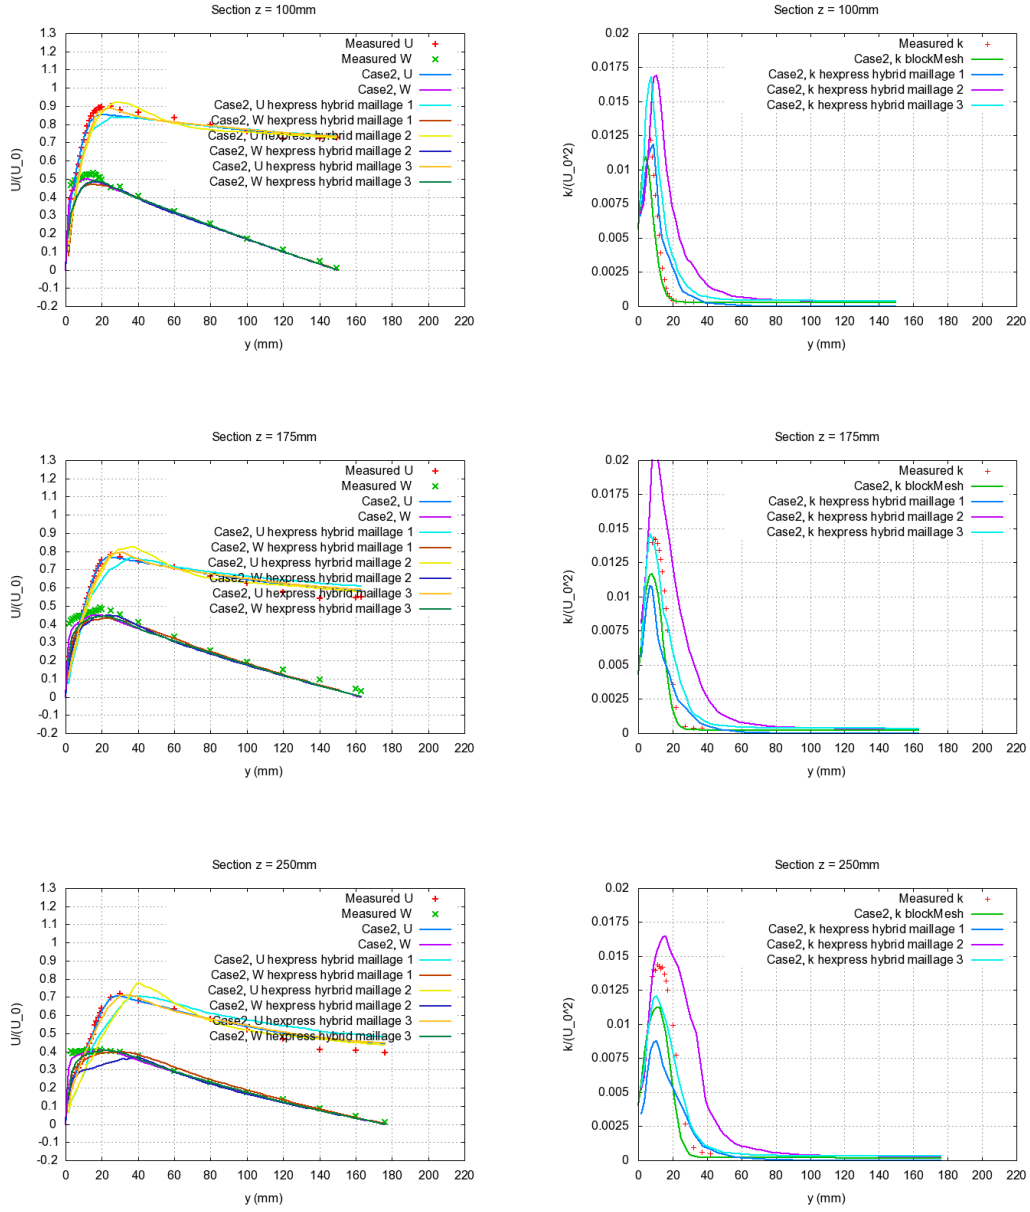 Section z = 100mm
U/(U_0)
1.3
1.2
1.1
1
0.9
0.8
0.7
0.6
0.5
0.4
0.3
0.2
0.1
0
-0.1
-0.2
Measured U
Measured W
Case2, U
Case2, W
Case2, U hexpress hybrid maillage 1
Case2, W hexpress hybrid maillage 1
Case2, U hexpress hyrbrid maillage 2
Case2, W hexpress hybrid maillage 2
Case2, U hexpress hybrid maillage 3
Case2, W hexpress hybrid maillage 3
0 20 40 60 80 100 120 140 160 180 200 220
y (mm)
Section z = 100mm
k/(U_0^2)
0.02
0.0175
0.015
0.0125
0.01
0.0075
0.005
0.0025
0
Measured k
Case2, k blockMesh
Case2, k hexpress hybrid maillage 1
Case2, k hexpress hybrid maillage 2
Case2, k hexpress hybrid maillage 3
0 20 40 60 80 100 120 140 160 180 200 220
y (mm)
Section z = 175mm
U/(U_0)
1.3
1.2
1.1
1
0.9
0.8
0.7
0.6
0.5
0.4
0.3
0.2
0.1
0
-0.1
-0.2
Measured U
Measured W
Case2, U
Case2, W
Case2, U hexpress hybrid maillage 1
Case2, W hexpress hybrid maillage 1
Case2, U hexpress hyrbrid maillage 2
Case2, W hexpress hybrid maillage 2
Case2, U hexpress hybrid maillage 3
Case2, W hexpress hybrid maillage 3
0 20 40 60 80 100 120 140 160 180 200 220
y (mm)
Section z = 175mm
k/(U_0^2)
0.02
0.0175
0.015
0.0125
0.01
0.0075
0.005
0.0025
0
Measured k
Case2, k blockMesh
Case2, k hexpress hybrid maillage 1
Case2, k hexpress hybrid maillage 2
Case2, k hexpress hybrid maillage 3
0 20 40 60 80 100 120 140 160 180 200 220
y (mm)
Section z = 250mm
U/(U_0)
1.3
1.2
1.1
1
0.9
0.8
0.7
0.6
0.5
0.4
0.3
0.2
0.1
0
-0.1
-0.2
Measured U
Measured W
Case2, U
Case2, W
Case2, U hexpress hybrid maillage 1
Case2, W hexpress hybrid maillage 1
Case2, U hexpress hyrbrid maillage 2
Case2, W hexpress hybrid maillage 2
Case2, U hexpress hybrid maillage 3
Case2, W hexpress hybrid maillage 3
0 20 40 60 80 100 120 140 160 180 200 220
y (mm)
Section z = 250mm
k/(U_0^2)
0.02
0.0175
0.015
0.0125
0.01
0.0075
0.005
0.0025
0
Measured k
Case2, k blockMesh
Case2, k hexpress hybrid maillage 1
Case2, k hexpress hybrid maillage 2
Case2, k hexpress hybrid maillage 3
0 20 40 60 80 100 120 140 160 180 200 220
y (mm)